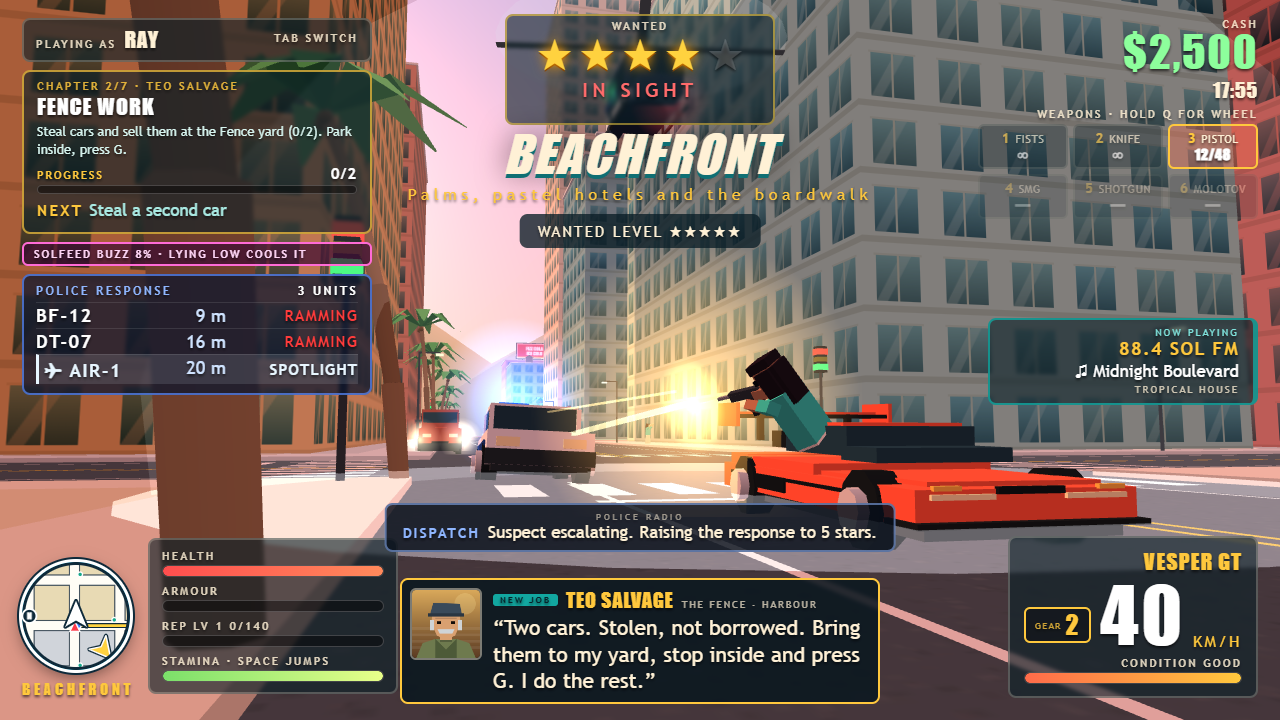 PLAYING AS RAY TAB SWITCH
CHAPTER 2/7 · TEO SALVAGE
FENCE WORK
Steal cars and sell them at the Fence yard (0/2). Park
inside, press G.
PROGRESS 0/2
NEXT Steal a second car
SOLFEED BUZZ 8% · LYING LOW COOLS IT
POLICE RESPONSE 3 UNITS
BF-12 9 m RAMMING
DT-07 16 m RAMMING
AIR-1 20 m SPOTLIGHT
WANTED
★★★★★
IN SIGHT
BEACHFRONT
Palms, pastel hotels and the boardwalk
WANTED LEVEL ★★★★★
CASH
$2,500
17:55
WEAPONS · HOLD Q FOR WHEEL
1 FISTS ∞
2 KNIFE ∞
3 PISTOL 12/48
4 SMG —
5 SHOTGUN —
6 MOLOTOV —
NOW PLAYING
88.4 SOL FM
♫ Midnight Boulevard
TROPICAL HOUSE
POLICE RADIO
DISPATCH Suspect escalating. Raising the response to 5 stars.
NEW JOB TEO SALVAGE THE FENCE · HARBOUR
“Two cars. Stolen, not borrowed. Bring
them to my yard, stop inside and press
G. I do the rest.”
BEACHFRONT
HEALTH
ARMOUR
REP LV 1 0/140
STAMINA · SPACE JUMPS
VESPER GT
GEAR 2 40 KM/H
CONDITION GOOD